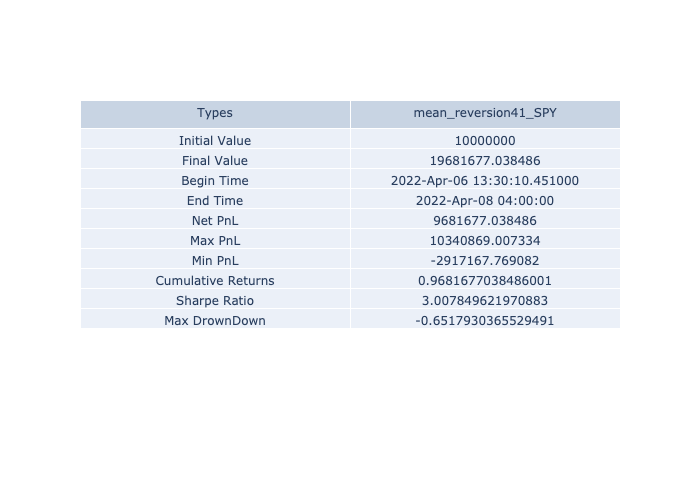 Types mean_reversion41_SPY
Initial Value 10000000
Final Value 19681677.038486
Begin Time 2022-Apr-06 13:30:10.451000
End Time 2022-Apr-08 04:00:00
Net PnL 9681677.038486
Max PnL 10340869.007334
Min PnL -2917167.769082
Cumulative Returns 0.9681677038486001
Sharpe Ratio 3.007849621970883
Max DrownDown -0.6517930365529491